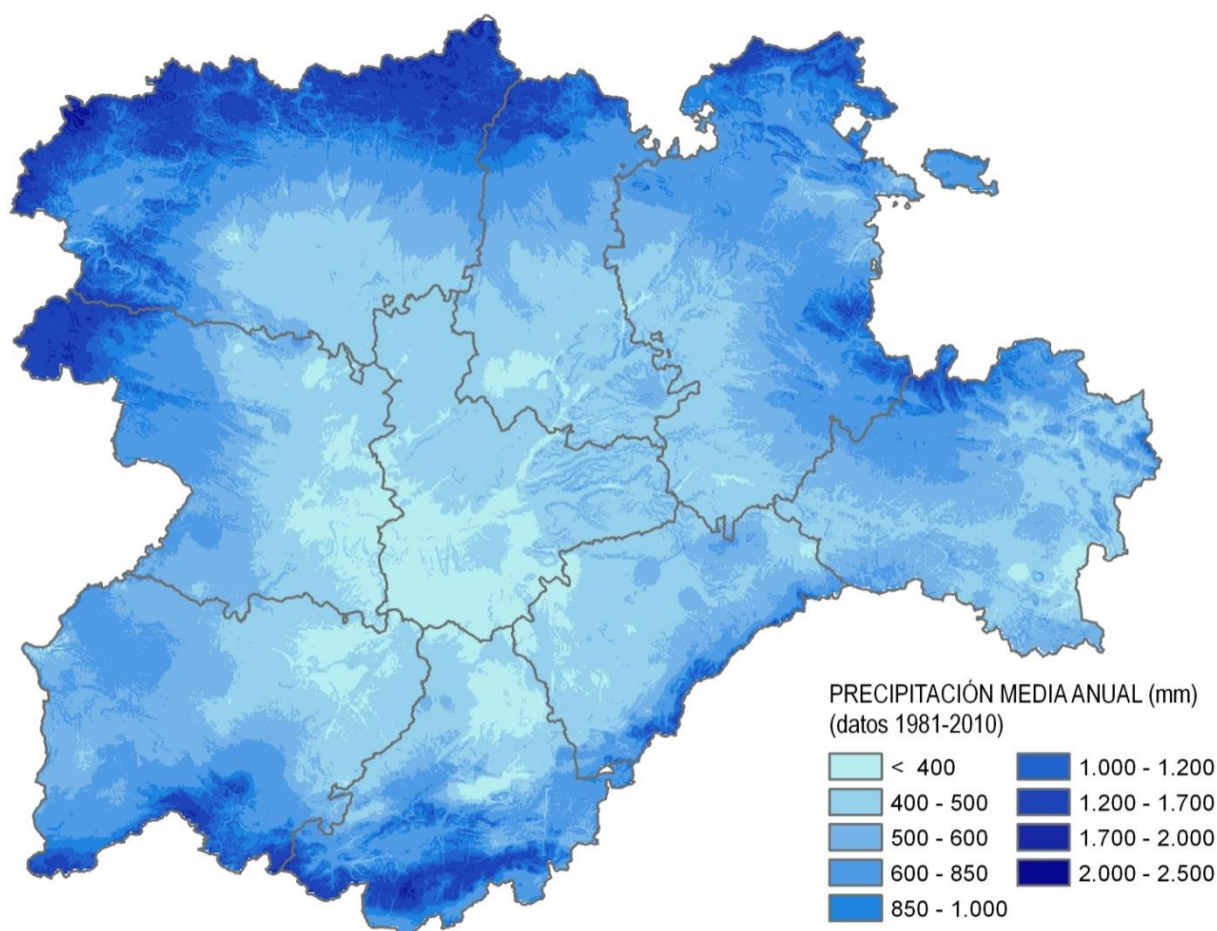 PRECIPITACIÓN MEDIA ANUAL (mm)
(datos 1981-2010)
< 400
400 - 500
500 - 600
600 - 850
850 - 1.000
1.000 - 1.200
1.200 - 1.700
1.700 - 2.000
2.000 - 2.500